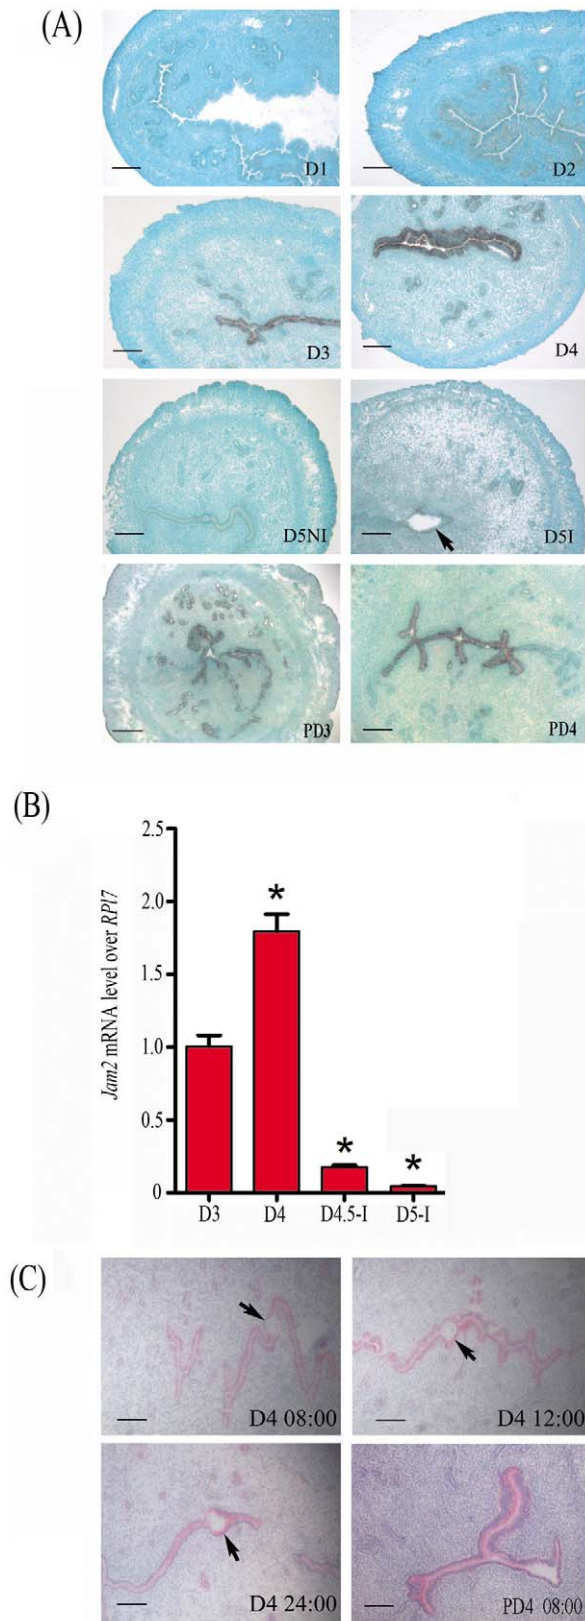 (A)
D1
D2
D3
D4
D5NI
D5I
PD3
PD4
(B)
Jam2 mRNA level over RPl7
2.5
2.0
1.5
1.0
0.5
0
*
*
*
D3
D4
D4.5-I
D5-I
(C)
D4 08:00
D4 12:00
D4 24:00
PD4 08:00